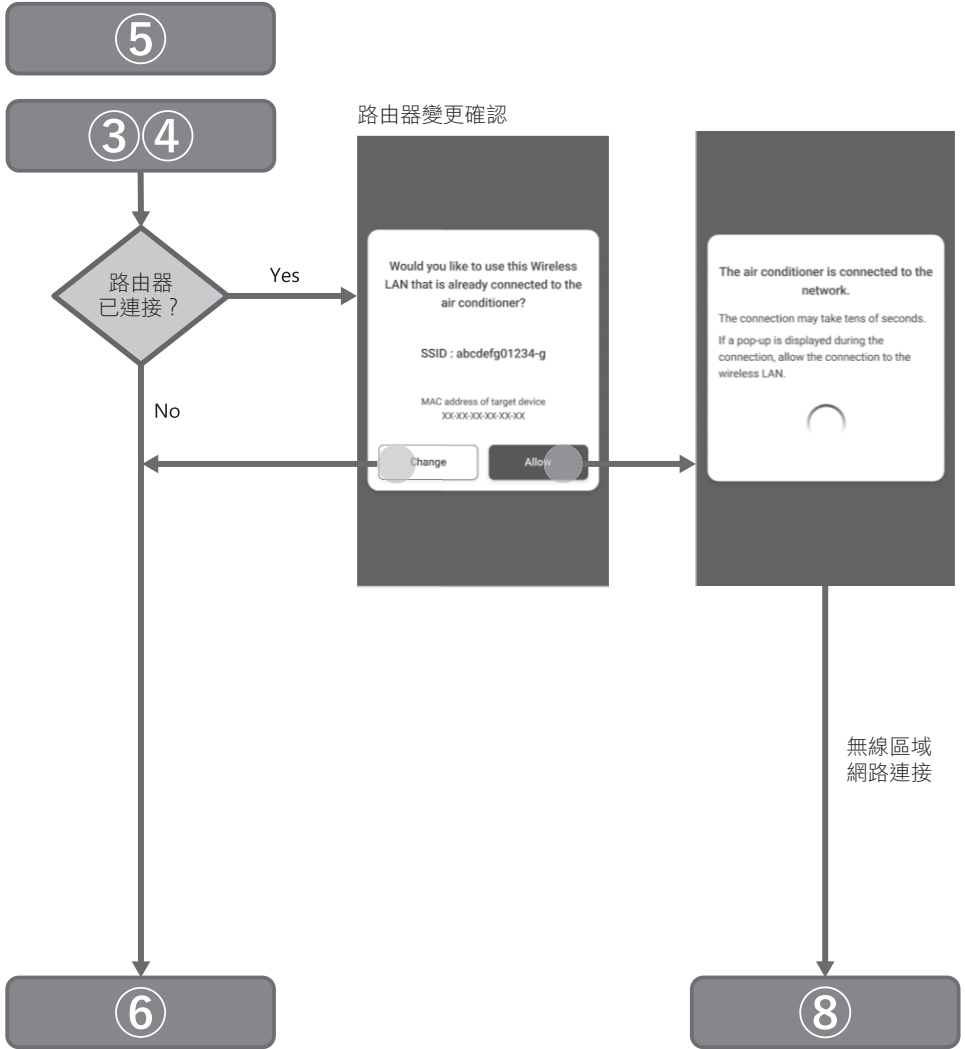 ⑤
③④
路由器變更確認
路由器
已連接？
Yes
No
Would you like to use this Wireless
LAN that is already connected to the
air conditioner?
SSID : abcdefg01234-g
MAC address of target device
XX-XX-XX-XX-XX-XX
Change
Allow
The air conditioner is connected to the
network.
The connection may take tens of seconds.
If a pop-up is displayed during the
connection, allow the connection to the
wireless LAN.
無線區域
網路連接
⑥
⑧